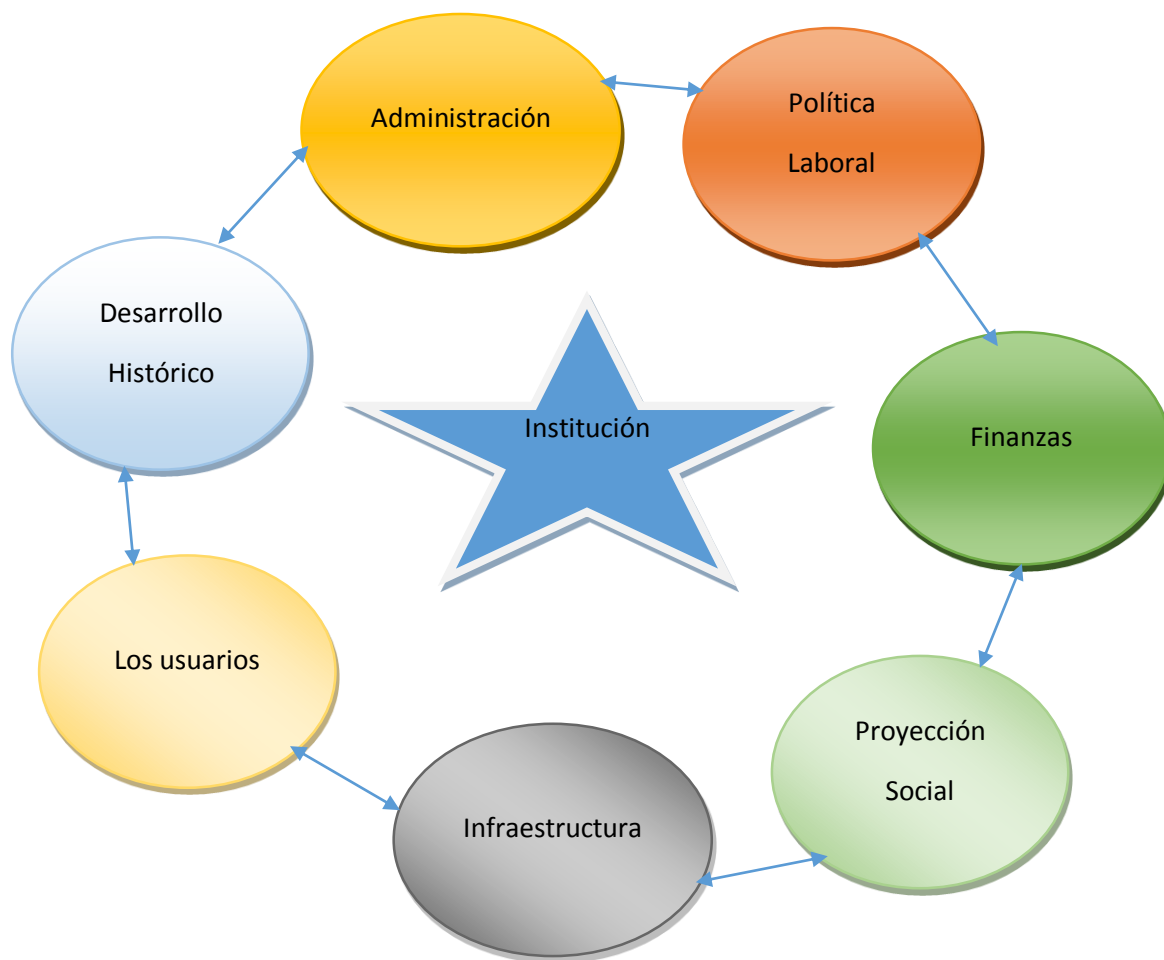 Administración
Política
Laboral
Desarrollo
Histórico
Institución
Finanzas
Los usuarios
Proyección
Social
Infraestructura